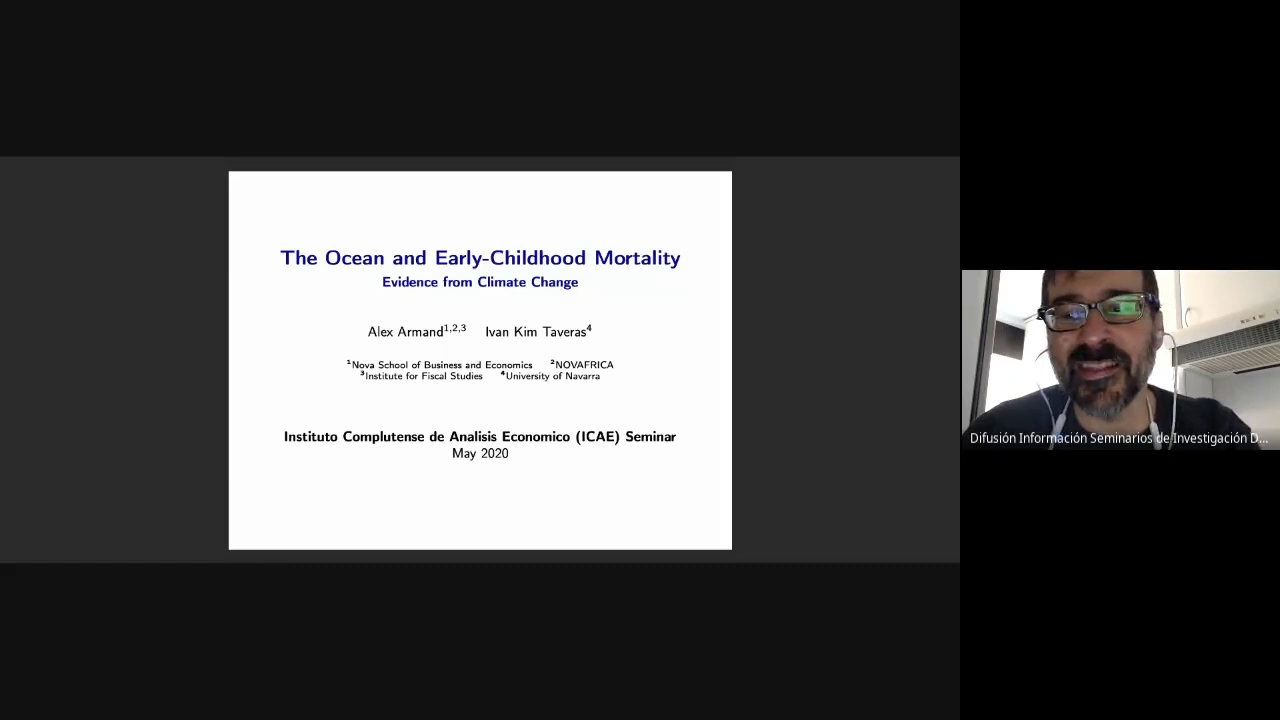 The Ocean and Early-Childhood Mortality
Evidence from Climate Change
Alex Armand1,2,3 Ivan Kim Taveras4
1Nova School of Business and Economics 2NOVAFRICA
3Institute for Fiscal Studies 4University of Navarra
Instituto Complutense de Analisis Economico (ICAE) Seminar
May 2020
Difusión Información Seminarios de Investigación D...